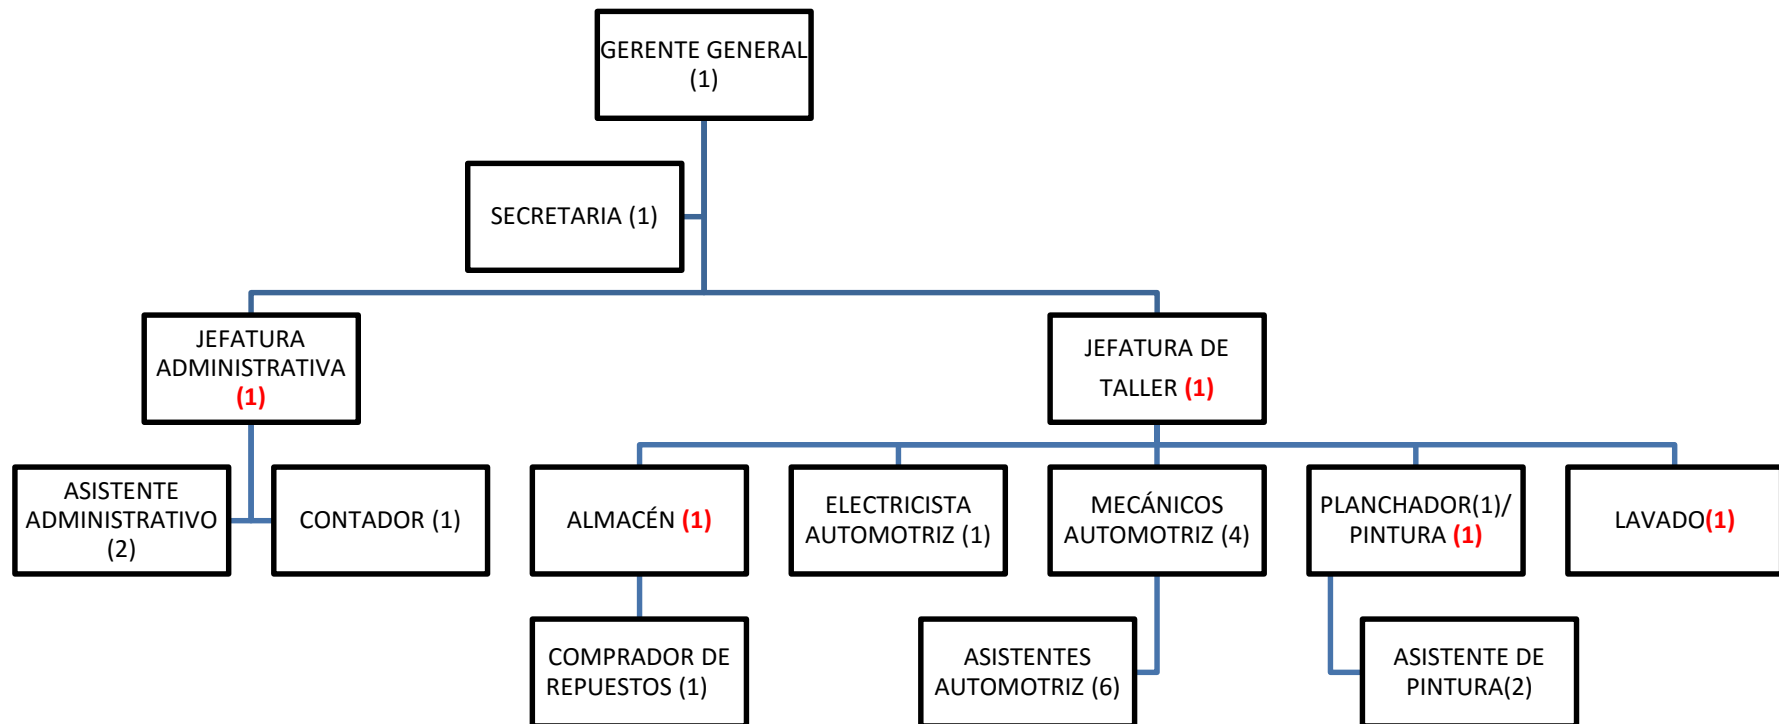 GERENTE GENERAL
(1)
SECRETARIA (1)
JEFATURA
ADMINISTRATIVA
(1)
JEFATURA DE
TALLER (1)
ASISTENTE
ADMINISTRATIVO
(2)
CONTADOR (1)
ALMACÉN (1)
ELECTRICISTA
AUTOMOTRIZ (1)
MECÁNICOS
AUTOMOTRIZ (4)
PLANCHADOR(1)/
PINTURA (1)
LAVADO(1)
COMPRADOR DE
REPUESTOS (1)
ASISTENTES
AUTOMOTRIZ (6)
ASISTENTE DE
PINTURA(2)